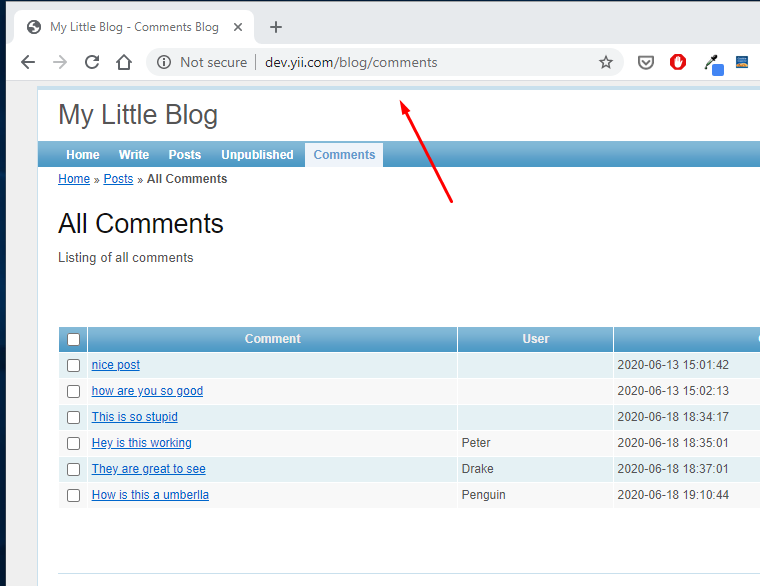 My Little Blog - Comments Blog
Not secure dev.yii.com/blog/comments
My Little Blog
Home Write Posts Unpublished Comments
Home » Posts » All Comments
All Comments
Listing of all comments
Comment User
nice post 2020-06-13 15:01:42
how are you so good 2020-06-13 15:02:13
This is so stupid 2020-06-18 18:34:17
Hey is this working Peter 2020-06-18 18:35:01
They are great to see Drake 2020-06-18 18:37:01
How is this a umberlla Penguin 2020-06-18 19:10:44